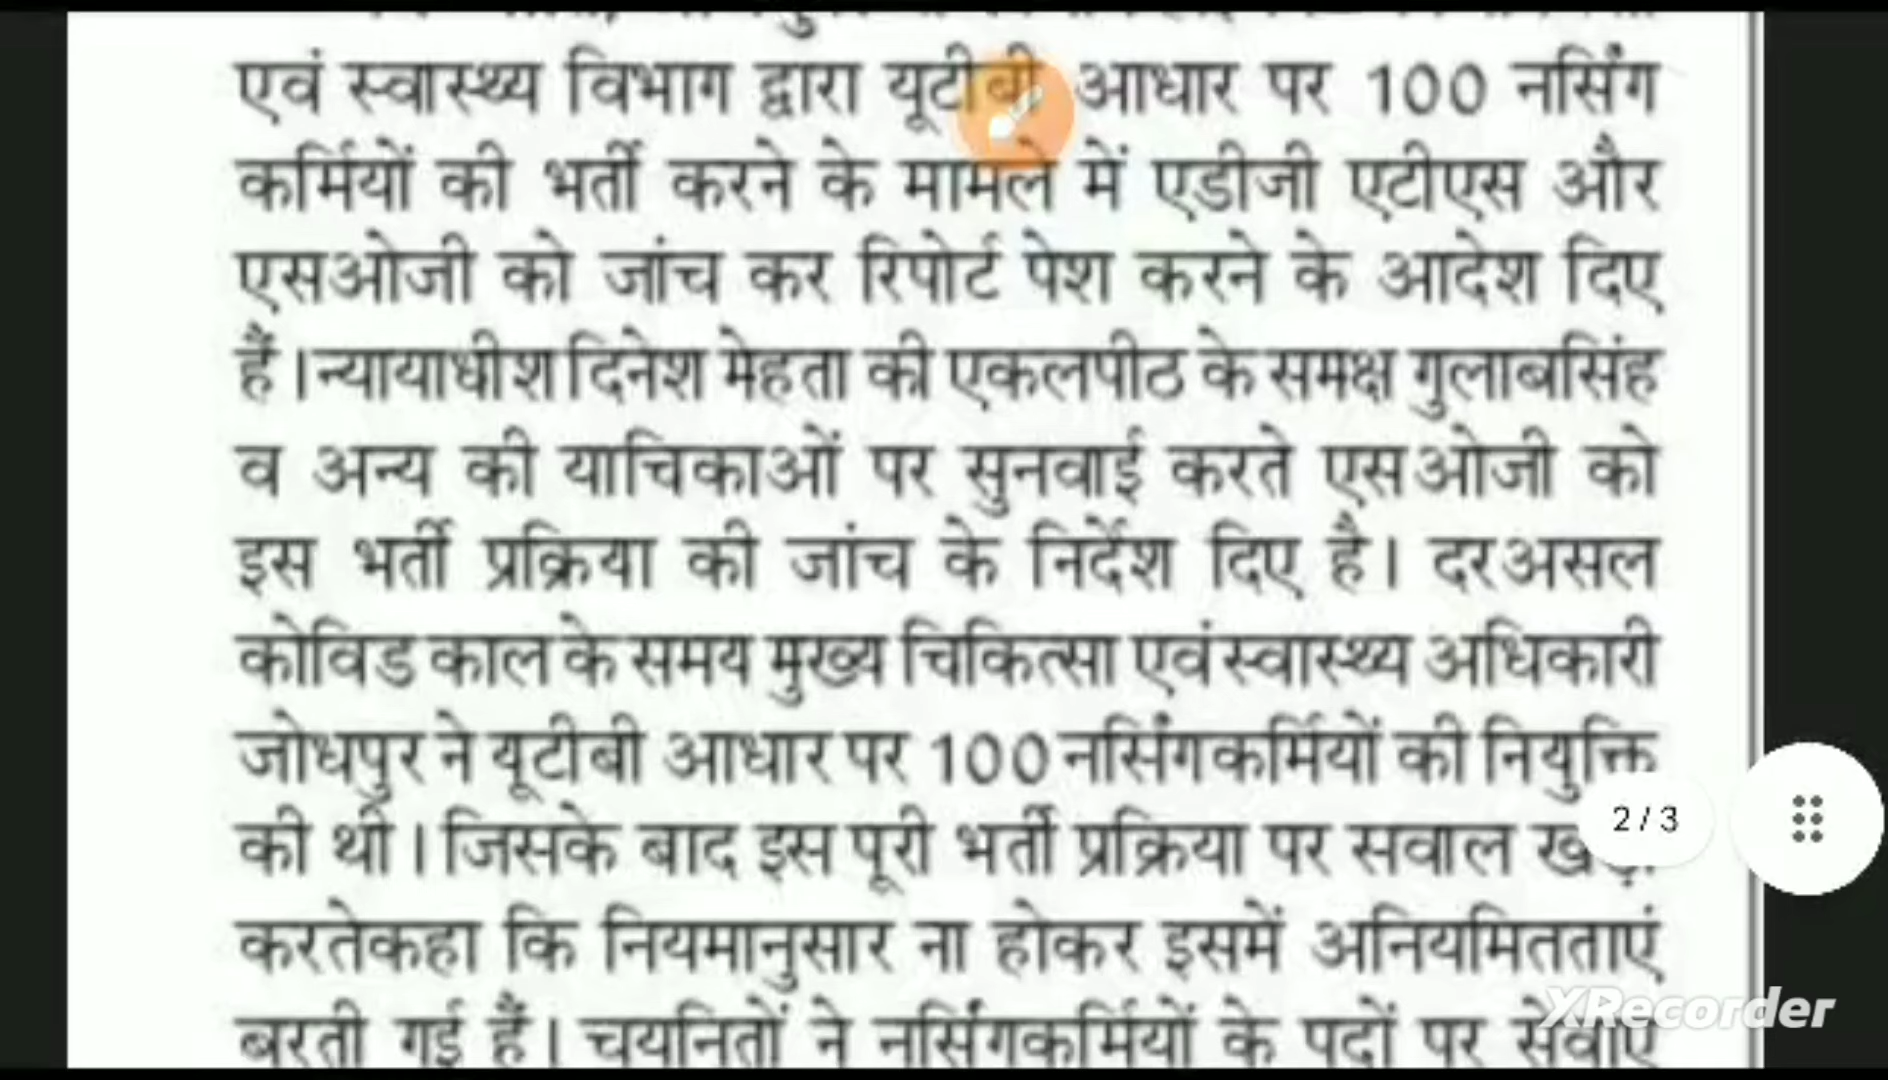 एवं स्वास्थ्य विभाग द्वारा यूटीबी आधार पर 100 नर्सिंग
कर्मियों की भर्ती करने के मामले में एडीजी एटीएस और
एसओजी को जांच कर रिपोर्ट पेश करने के आदेश दिए
हैं। न्यायाधीश दिनेश मेहता की एकलपीठ के समक्ष गुलाबसिंह
व अन्य की याचिकाओं पर सुनवाई करते एसओजी को
इस भर्ती प्रक्रिया की जांच के निर्देश दिए है। दरअसल
कोविड काल के समय मुख्य चिकित्सा एवं स्वास्थ्य अधिकारी
जोधपुर ने यूटीबी आधार पर 100 नर्सिंगकर्मियों की नियुक्ति
की थी। जिसके बाद इस पूरी भर्ती प्रक्रिया पर सवाल
2/3
करतेकहा कि नियमानुसार ना होकर इसमें अनियमितताएं
बरती गई हैं। चयनितों ने नर्सिंगकर्मियों के पदों पर सेवाएं
XRecorder